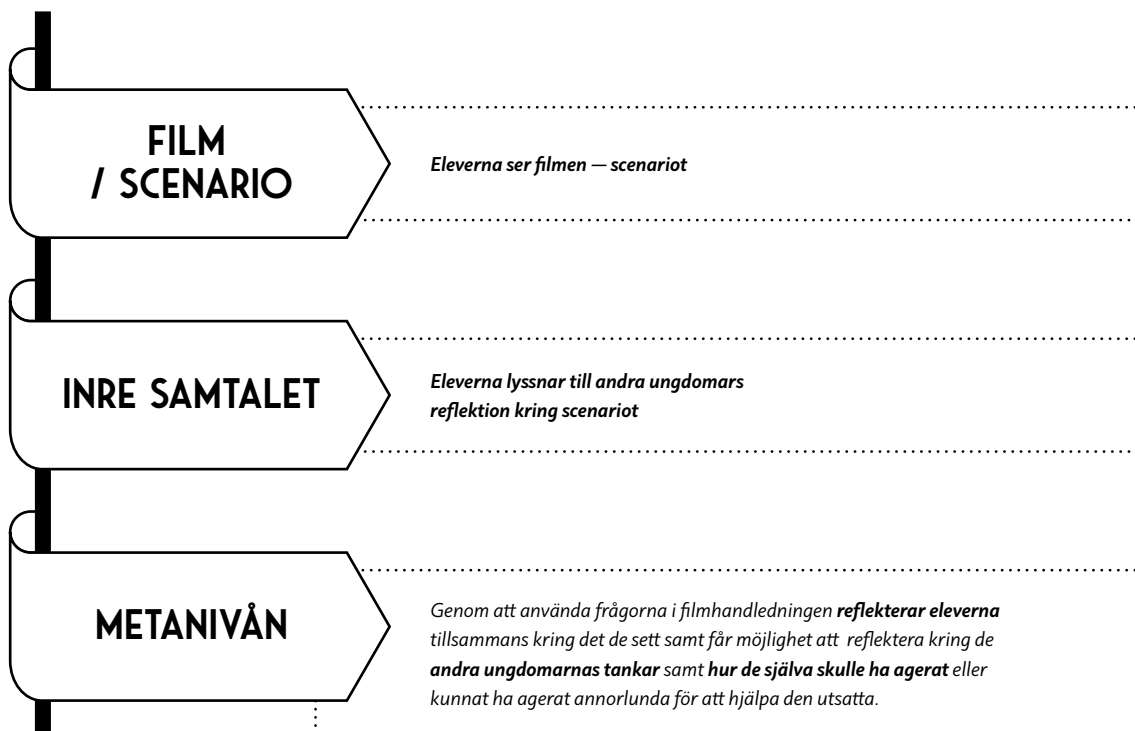 FILM
/ SCENARIO
Eleverna ser filmen — scenariot
INRE SAMTALET
Eleverna lyssnar till andra ungdomars
reflektion kring scenariot
METANIVÅN
Genom att använda frågorna i filmhandledningen reflekterar eleverna
tillsammans kring det de sett samt får möjlighet att reflektera kring de
andra ungdomarnas tankar samt hur de själva skulle ha agerat eller
kunnat ha agerat annorlunda för att hjälpa den utsatta.